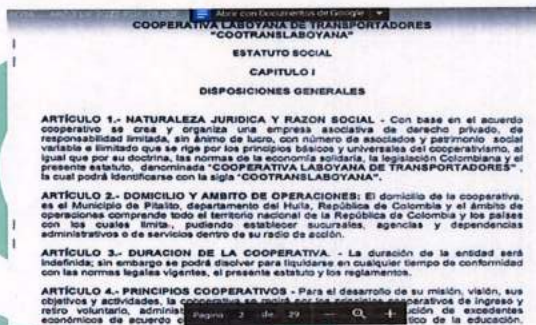 Abrir con Documentos de Google
COOPERATIVA LABOYANA DE TRANSPORTADORES
"COOTRANSLABOYANA"
ESTATUTO SOCIAL
CAPITULO I
DISPOSICIONES GENERALES
ARTÍCULO 1.- NATURALEZA JURIDICA Y RAZON SOCIAL - Con base en el acuerdo
cooperativo se crea y organiza una empresa asociativa de derecho privado, de
responsabilidad limitada, sin ánimo de lucro, con número de asociados y patrimonio social
variable e ilimitado que se rige por los principios básicos y universales del cooperativismo, al
igual que por su doctrina, las normas de la economía solidaria, la legislación Colombiana y el
presente estatuto, denominada "COOPERATIVA LABOYANA DE TRANSPORTADORES" ,
la cual podrá identificarse con la sigla "COOTRANSLABOYANA".
ARTÍCULO 2.- DOMICILIO Y AMBITO DE OPERACIONES: El domicilio de la cooperativa,
es el Municipio de Pitalito, departamento del Huila, República de Colombia y el ámbito de
operaciones comprende todo el territorio nacional de la República de Colombia y los países
con los cuales limita., pudiendo establecer sucursales, agencias y dependencias
administrativos o de servicios dentro de su radio de acción.
ARTÍCULO 3.- DURACION DE LA COOPERATIVA. - La duración de la entidad será
indefinida; sin embargo se podrá disolver para liquidarse en cualquier tiempo de conformidad
con las normas legales vigentes, el presente estatuto y los reglamentos.
ARTÍCULO 4.- PRINCIPIOS COOPERATIVOS - Para el desarrollo de su misión, visión, sus
objetivos y actividades, la cooperativa se regirá por los principios cooperativos de ingreso y
retiro voluntario, administ ución de excedentes
económicos de acuerdo c tico de la educación,
Página 2 de 29